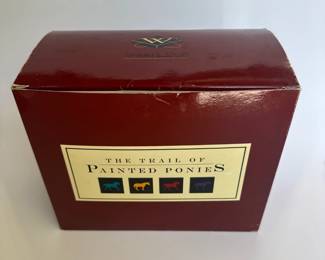 THE TRAIL OF
PAINTED PONIES